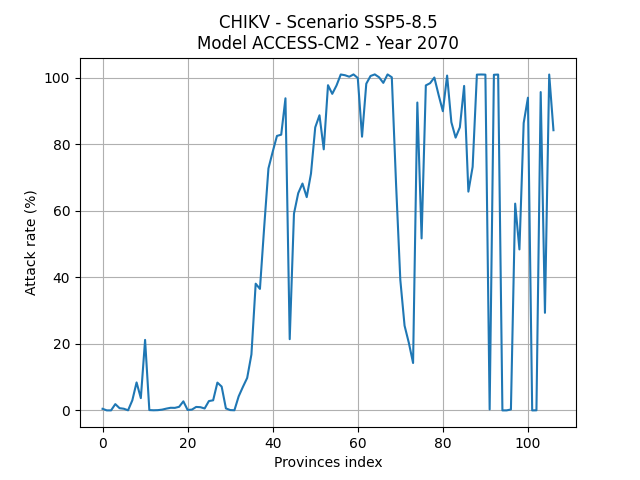 CHIKV - Scenario SSP5-8.5
Model ACCESS-CM2 - Year 2070
100
80
60
40
20
0
Attack rate (%)
0 20 40 60 80 100
Provinces index